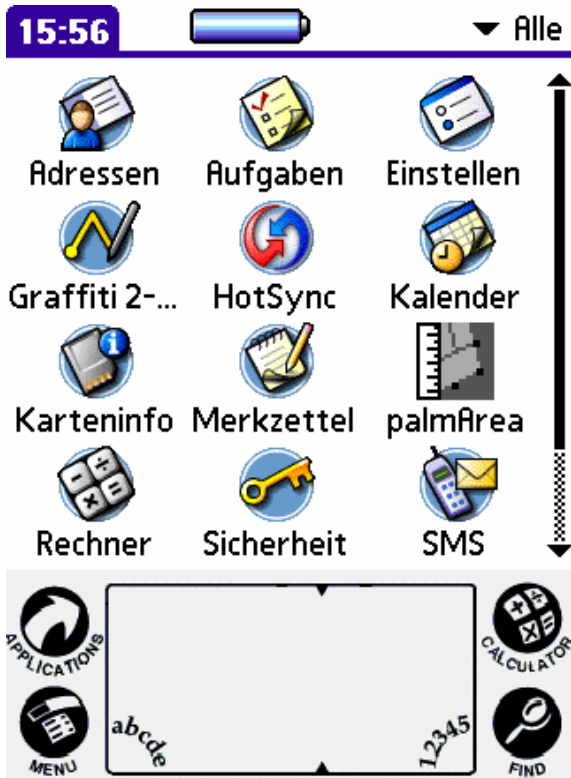 15:56 Alle
Adressen Aufgaben Einstellen
Graffiti 2-... HotSync Kalender
Karteninfo Merkzettel palmArea
Rechner Sicherheit SMS
APPLICATIONS CALCULATOR
abcde 12345
MENU FIND